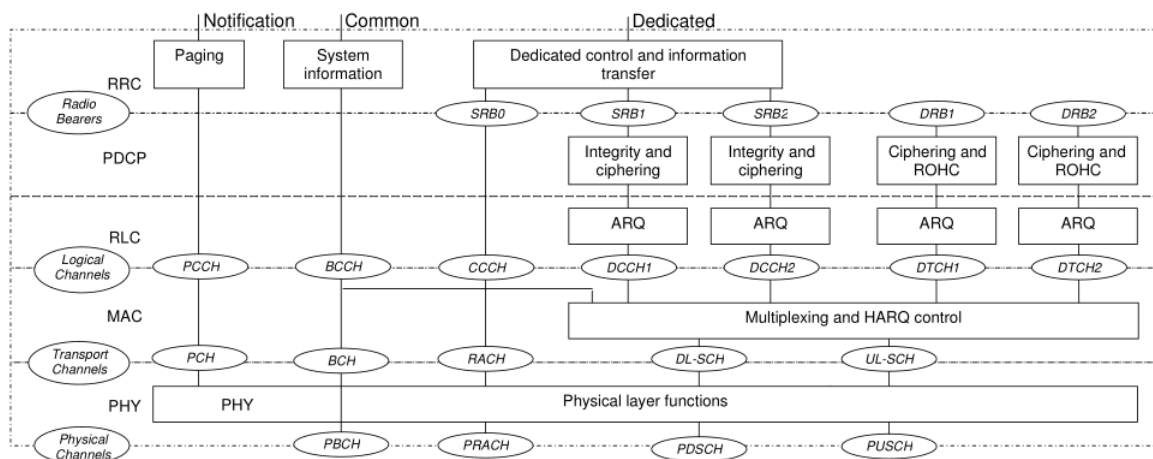 Notification
Common
Dedicated
Paging
System
information
Dedicated control and information
transfer
RRC
Radio
Bearers
SRB0
SRB1
SRB2
DRB1
DRB2
PDCP
Integrity and
ciphering
Integrity and
ciphering
Ciphering and
ROHC
Ciphering and
ROHC
RLC
ARQ
ARQ
ARQ
ARQ
Logical
Channels
PCCH
BCCH
CCCH
DCCH1
DCCH2
DTCH1
DTCH2
MAC
Multiplexing and HARQ control
Transport
Channels
PCH
BCH
RACH
DL-SCH
UL-SCH
PHY
PHY
Physical layer functions
Physical
Channels
PBCH
PRACH
PDSCH
PUSCH